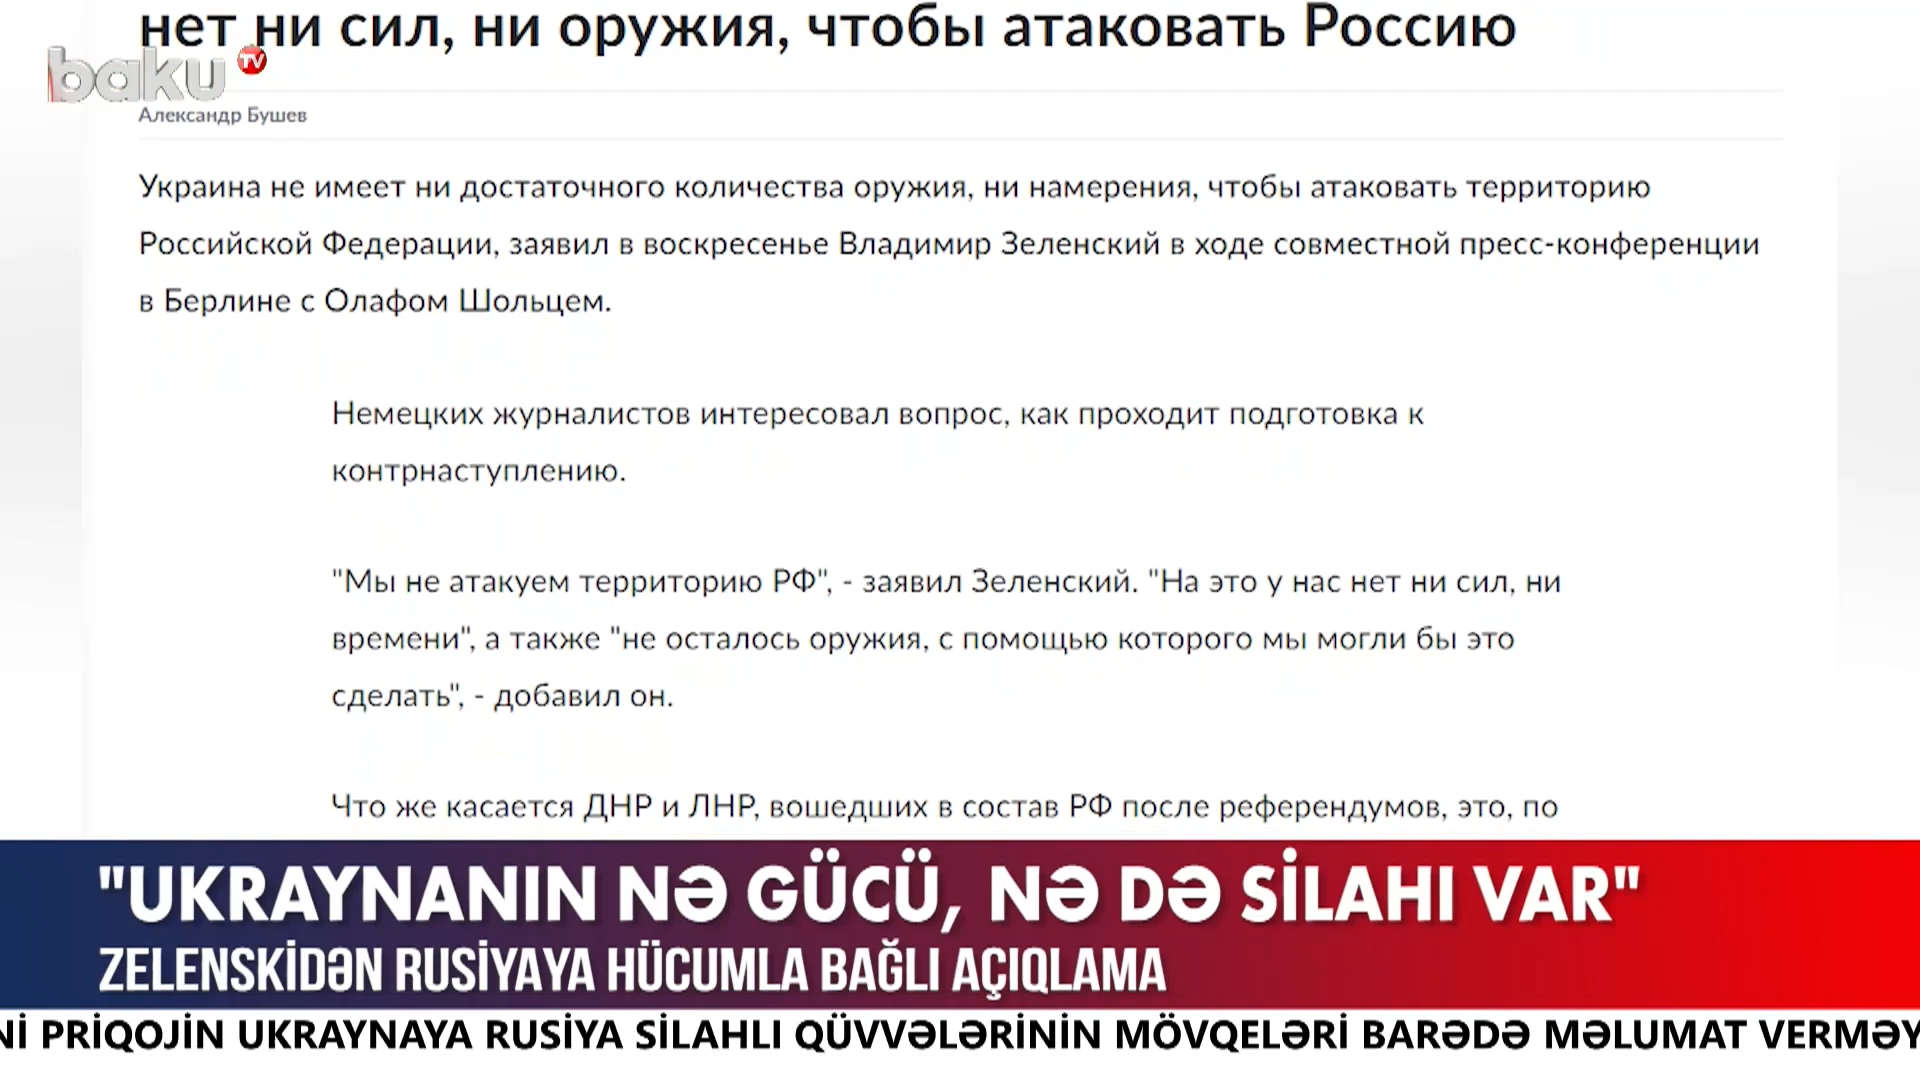 нет ни сил, ни оружия, чтобы атаковать Россию
baku TV
Александр Бушев
Украина не имеет ни достаточного количества оружия, ни намерения, чтобы атаковать территорию
Российской Федерации, заявил в воскресенье Владимир Зеленский в ходе совместной пресс-конференции
в Берлине с Олафом Шольцем.
Немецких журналистов интересовал вопрос, как проходит подготовка к
контрнаступлению.
"Мы не атакуем территорию РФ", - заявил Зеленский. "На это у нас нет ни сил, ни
времени", а также "не осталось оружия, с помощью которого мы могли бы это
сделать", - добавил он.
Что же касается ДНР и ЛНР, вошедших в состав РФ после референдумов, это, по
"UKRAYNANIN NƏ GÜCÜ, NƏ DƏ SİLAHI VAR"
ZELENSKİDƏN RUSİYAYA HÜCUMLA BAĞLI AÇIQLAMA
Nİ PRİQOJİN UKRAYNAYA RUSİYA SİLAHLI QÜVVƏLƏRİNİN MÖVQELƏRİ BARƏDƏ MƏLUMAT VERMƏY